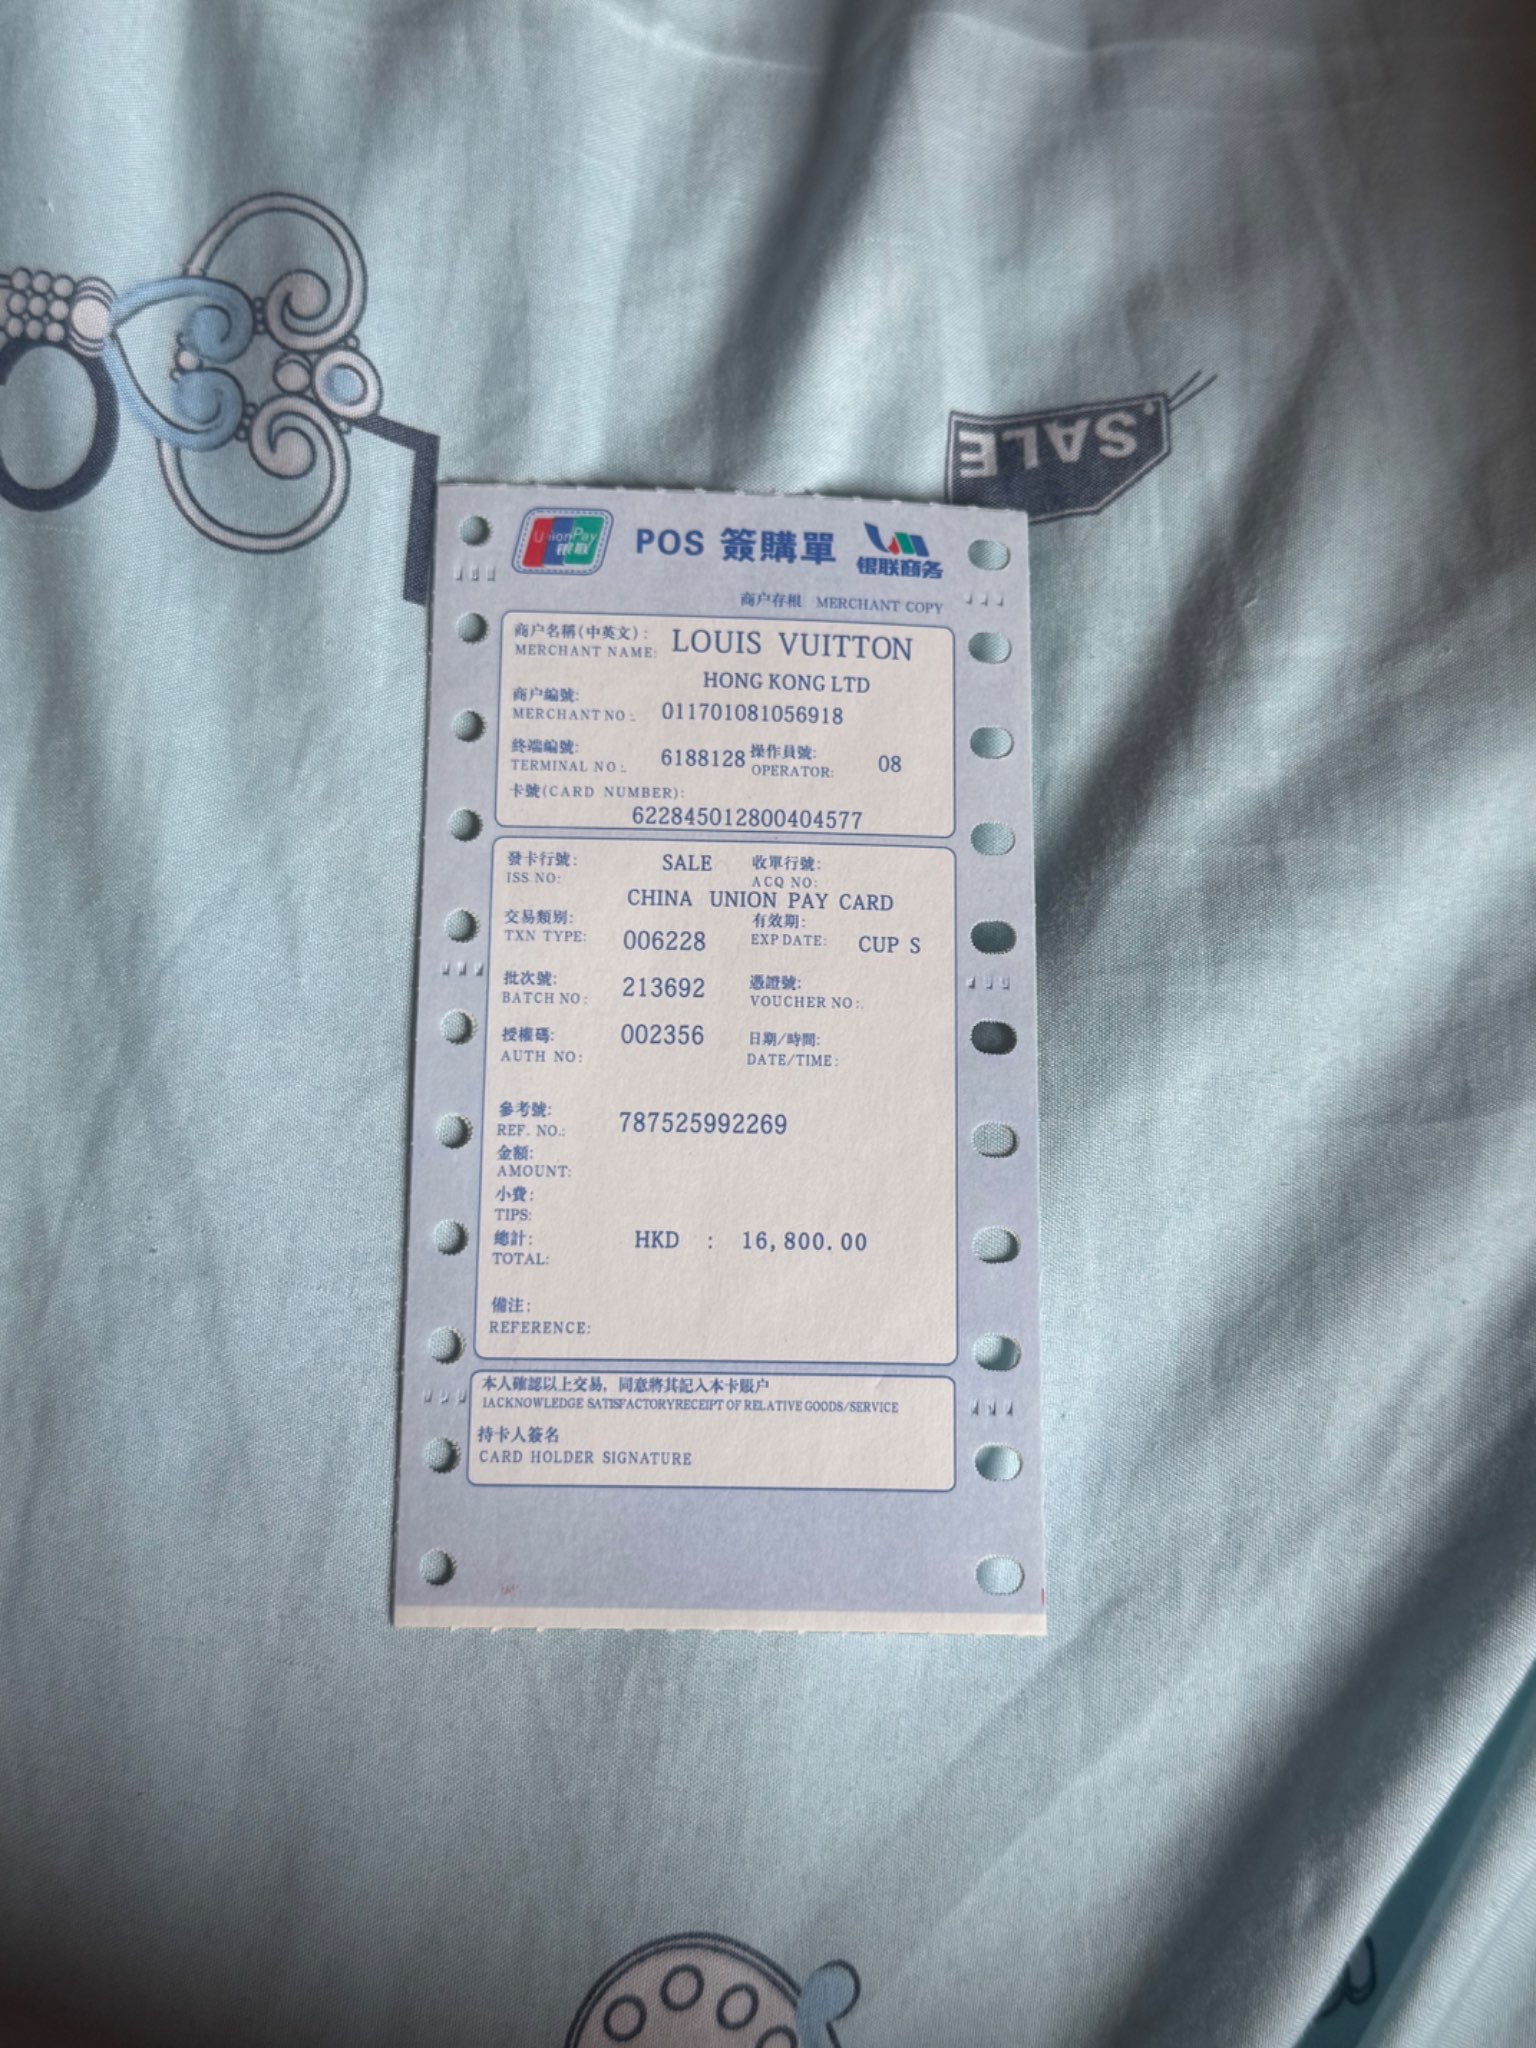 SALE
UnionPay
银联
POS 簽購單
银联商务
商户存根 MERCHANT COPY
商户名稱(中英文): LOUIS VUITTON
MERCHANT NAME:
HONG KONG LTD
商户編號:
MERCHANT NO.: 011701081056918
終端編號: 操作員號:
TERMINAL NO.: 6188128 OPERATOR: 08
卡號(CARD NUMBER):
622845012800404577
發卡行號: SALE 收單行號:
ISS NO: ACQ NO:
CHINA UNION PAY CARD
交易類別: 有效期:
TXN TYPE: 006228 EXP DATE: CUP S
批次號: 213692 憑證號:
BATCH NO: VOUCHER NO.:
授權碼: 002356 日期/時間:
AUTH NO: DATE/TIME:
參考號: 787525992269
REF. NO.:
金額:
AMOUNT:
小費:
TIPS:
總計: HKD : 16,800.00
TOTAL:
備注:
REFERENCE:
本人確認以上交易, 同意將其記入本卡賬户
IACKNOWLEDGE SATISFACTORYRECEIPT OF RELATIVE GOODS/SERVICE
持卡人簽名
CARD HOLDER SIGNATURE